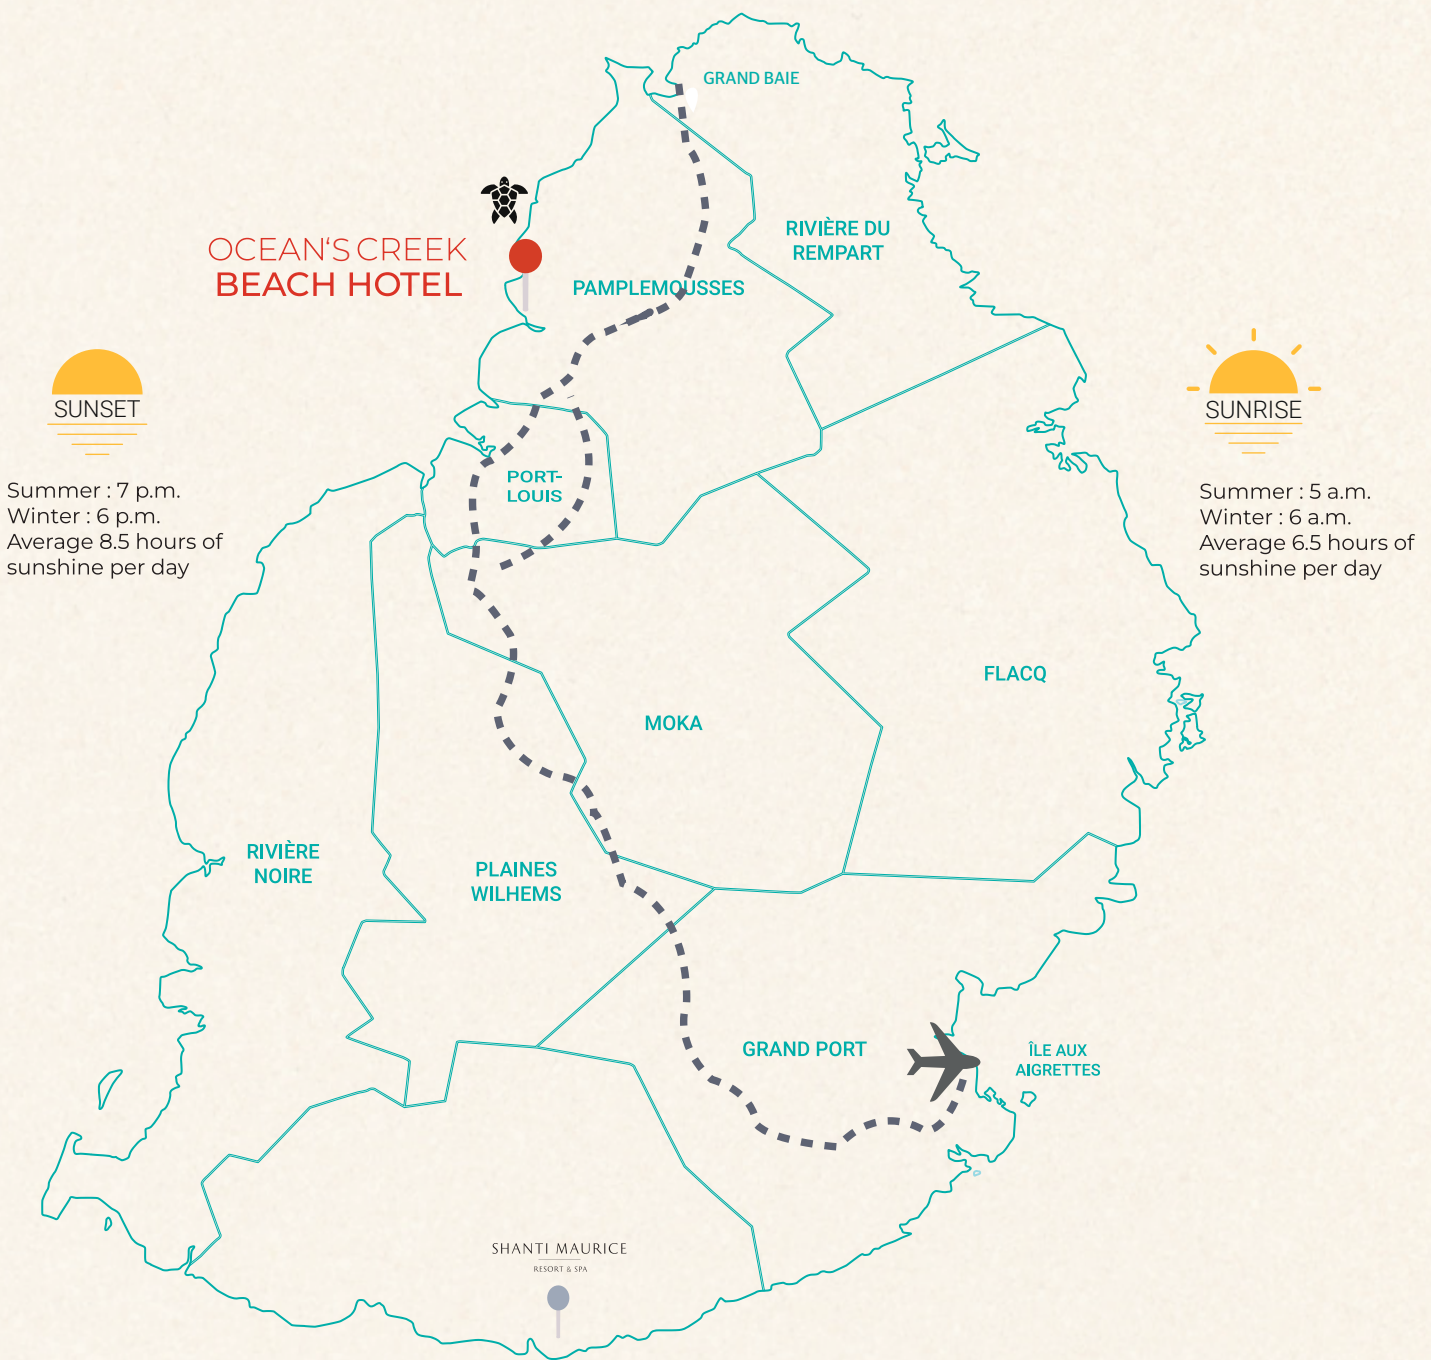 GRAND BAIE
RIVIÈRE DU
REMPART
OCEAN‘S CREEK
BEACH HOTEL
PAMPLEMOUSSES
SUNSET
Summer : 7 p.m.
Winter : 6 p.m.
Average 8.5 hours of
sunshine per day
SUNRISE
Summer : 5 a.m.
Winter : 6 a.m.
Average 6.5 hours of
sunshine per day
PORT-
LOUIS
FLACQ
MOKA
RIVIÈRE
NOIRE
PLAINES
WILHEMS
GRAND PORT
ÎLE AUX
AIGRETTES
SHANTI MAURICE
RESORT & SPA